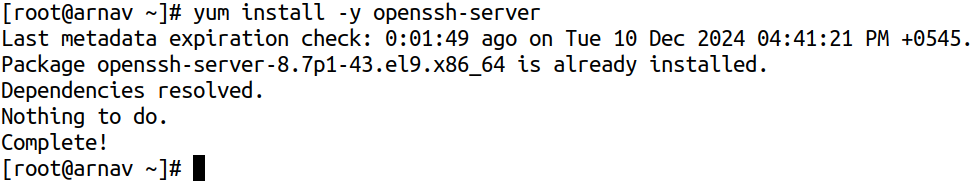 [root@arnav ~]# yum install -y openssh-server
Last metadata expiration check: 0:01:49 ago on Tue 10 Dec 2024 04:41:21 PM +0545.
Package openssh-server-8.7p1-43.el9.x86_64 is already installed.
Dependencies resolved.
Nothing to do.
Complete!
[root@arnav ~]#